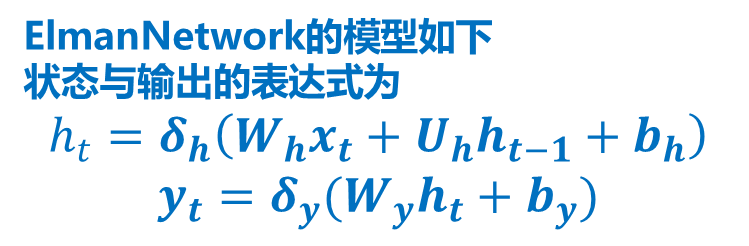 ElmanNetwork的模型如下
状态与输出的表达式为
h_t = δ_h(W_h x_t + U_h h_{t−1} + b_h)
y_t = δ_y(W_y h_t + b_y)